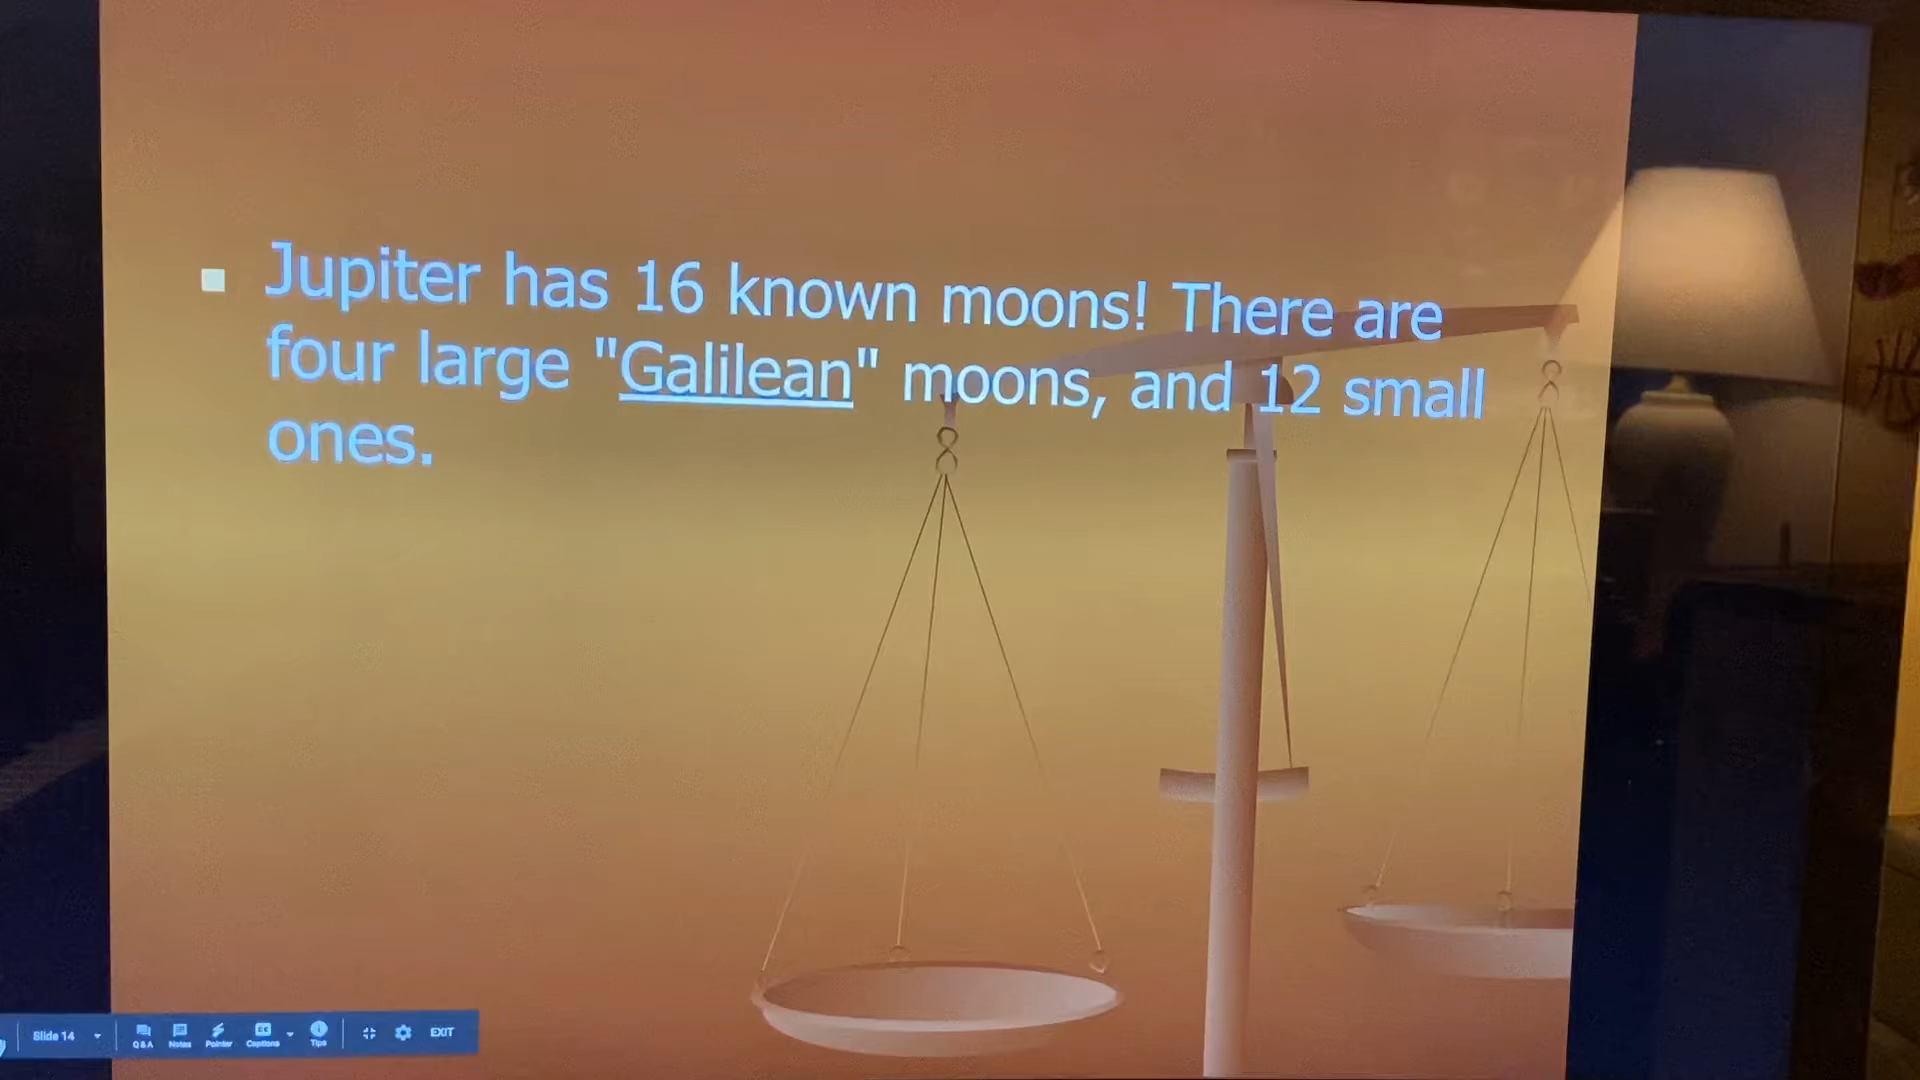 Jupiter has 16 known moons! There are
four large "Galilean" moons, and 12 small
ones.
Slide 14
Q&A Notes Pointer Captions Tips EXIT